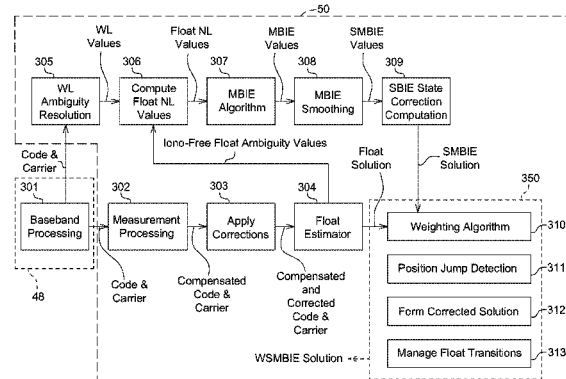 50
WL
Values
Float NL
Values
MBIE
Values
SMBIE
Values
305
306
307
308
309
WL
Ambiguity
Resolution
Compute
Float NL
Values
MBIE
Algorithm
MBIE
Smoothing
SBIE State
Correction
Computation
Code &
Carrier
Iono-Free Float Ambiguity Values
Float
Solution
SMBIE
Solution
350
301
302
303
304
Baseband
Processing
Measurement
Processing
Apply
Corrections
Float
Estimator
Weighting Algorithm
310
Position Jump Detection
311
Form Corrected Solution
312
Manage Float Transitions
313
48
Code &
Carrier
Compensated
Code &
Carrier
Compensated
and
Corrected
Code &
Carrier
WSMBIE Solution